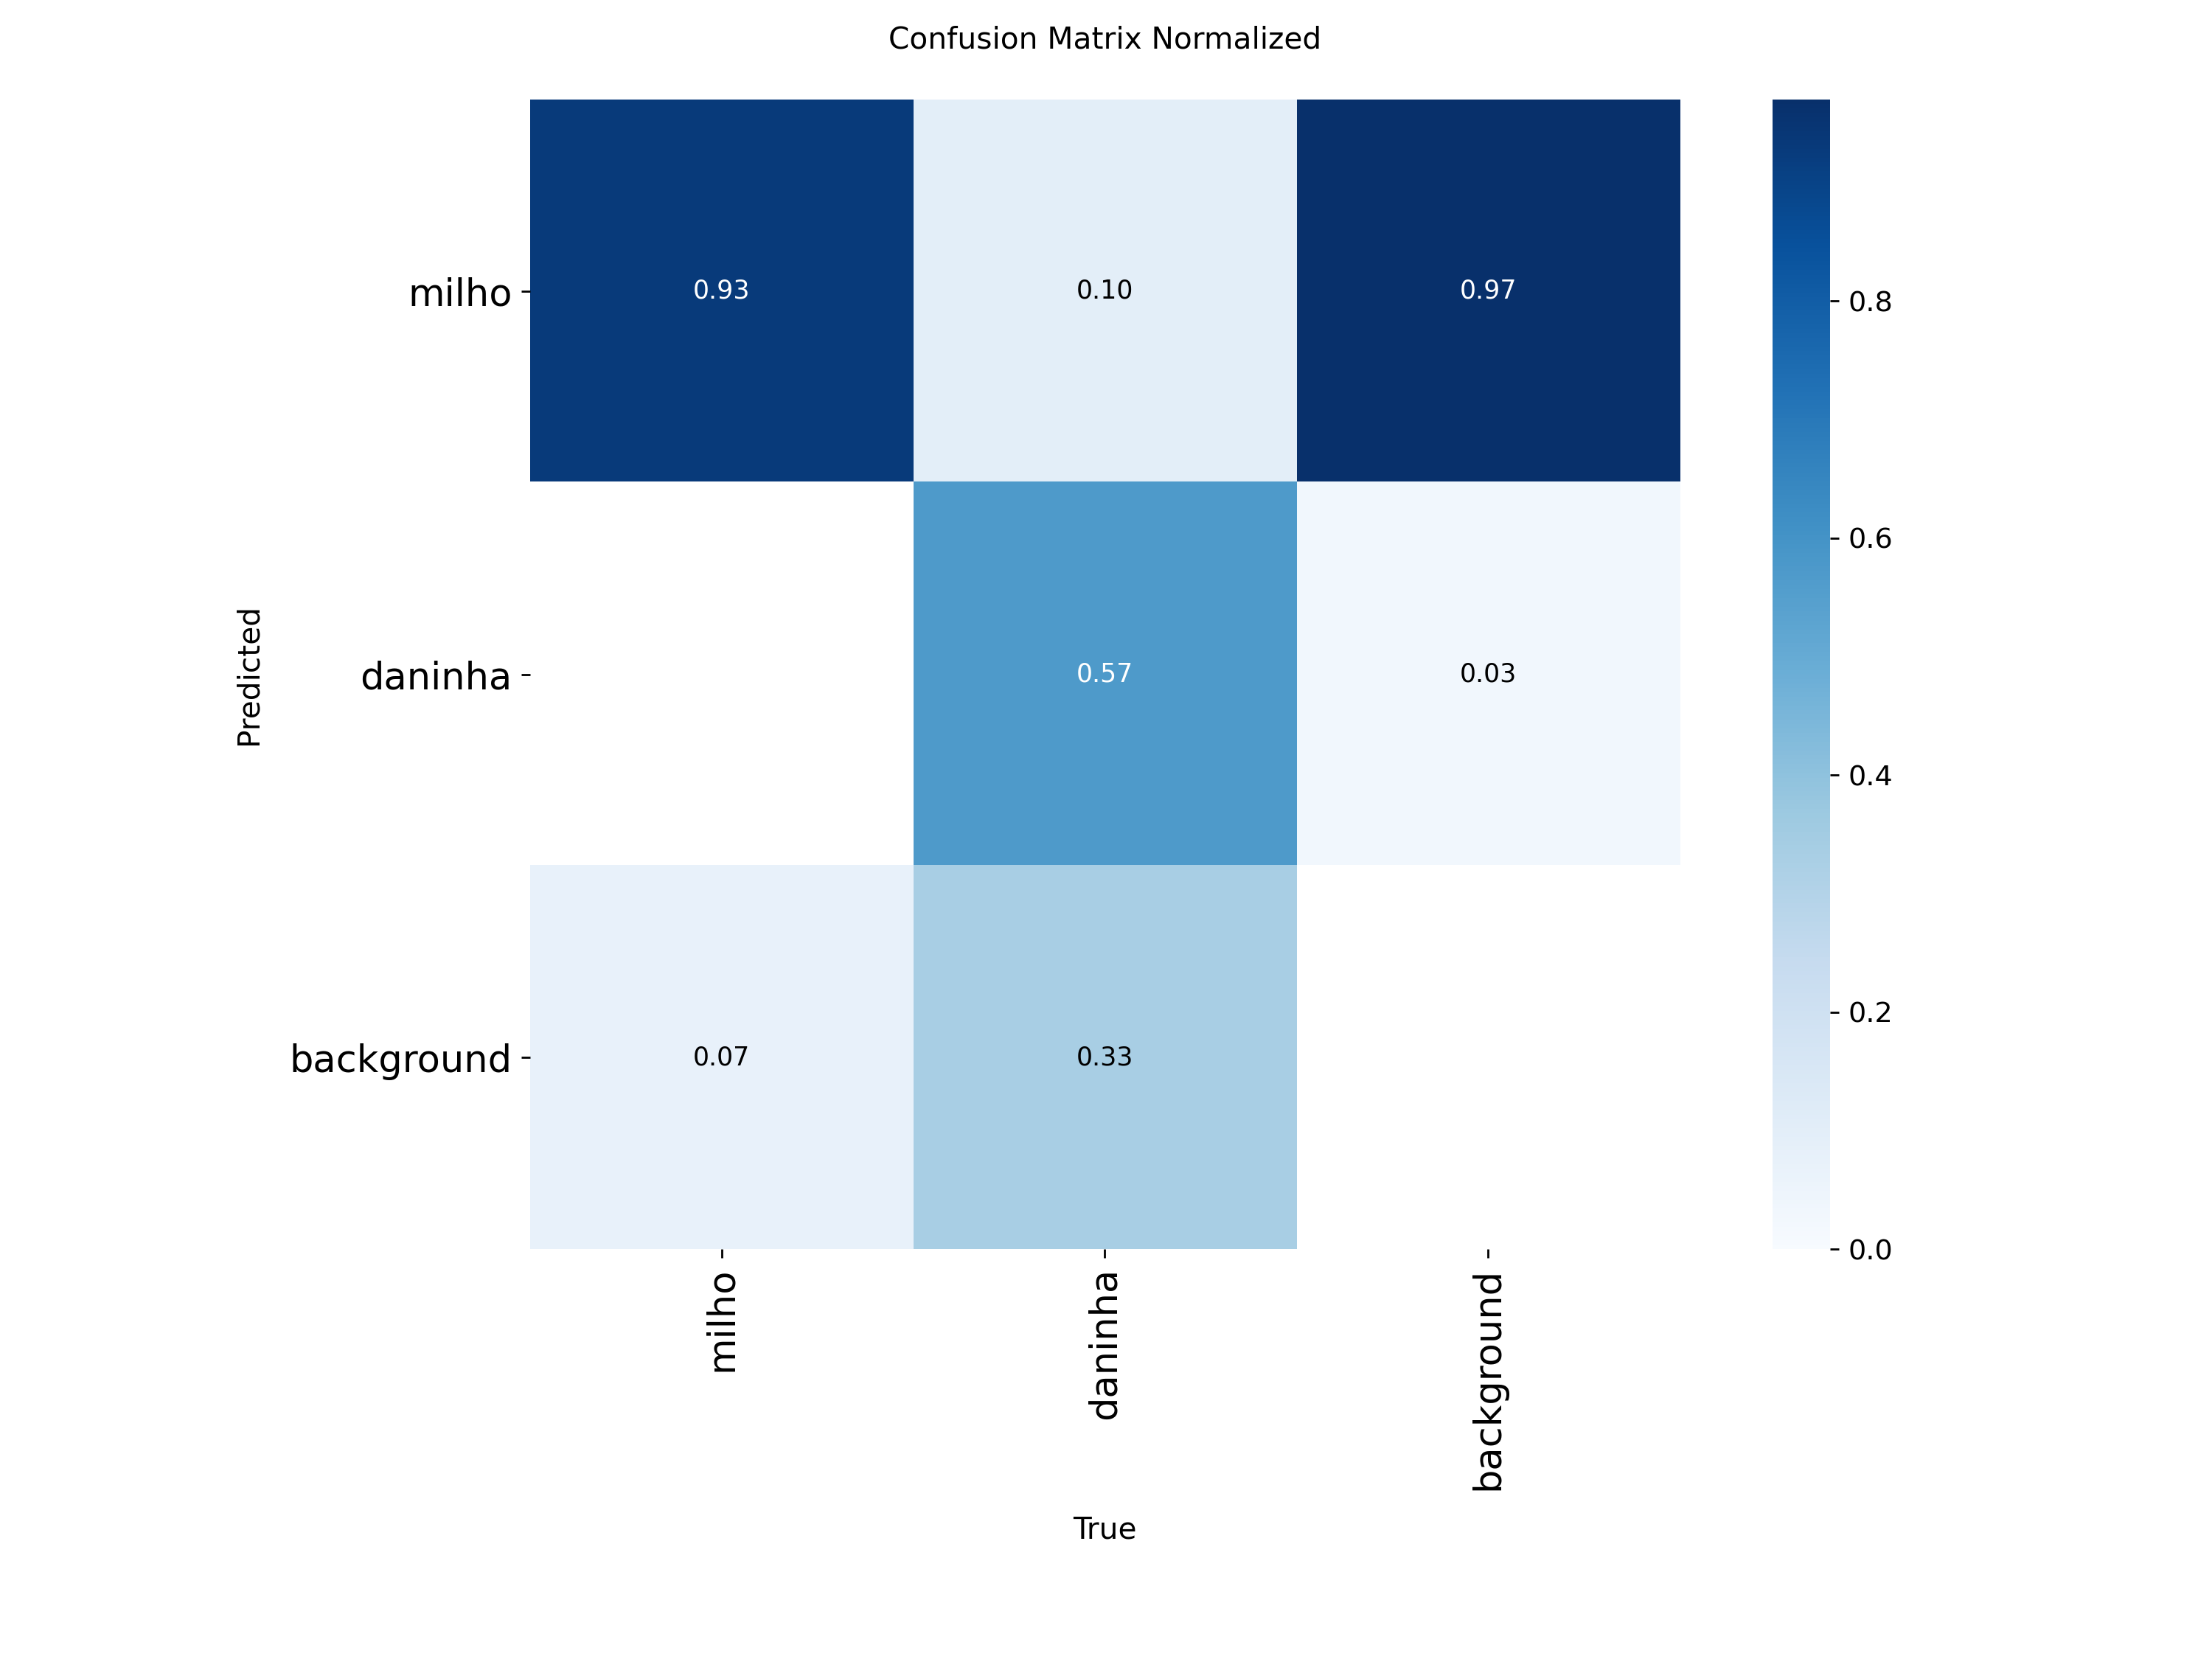 Confusion Matrix Normalized
milho
0.93
0.10
0.97
0.8
0.6
Predicted
daninha
0.57
0.03
0.4
background
0.07
0.33
0.2
0.0
milho
daninha
background
True